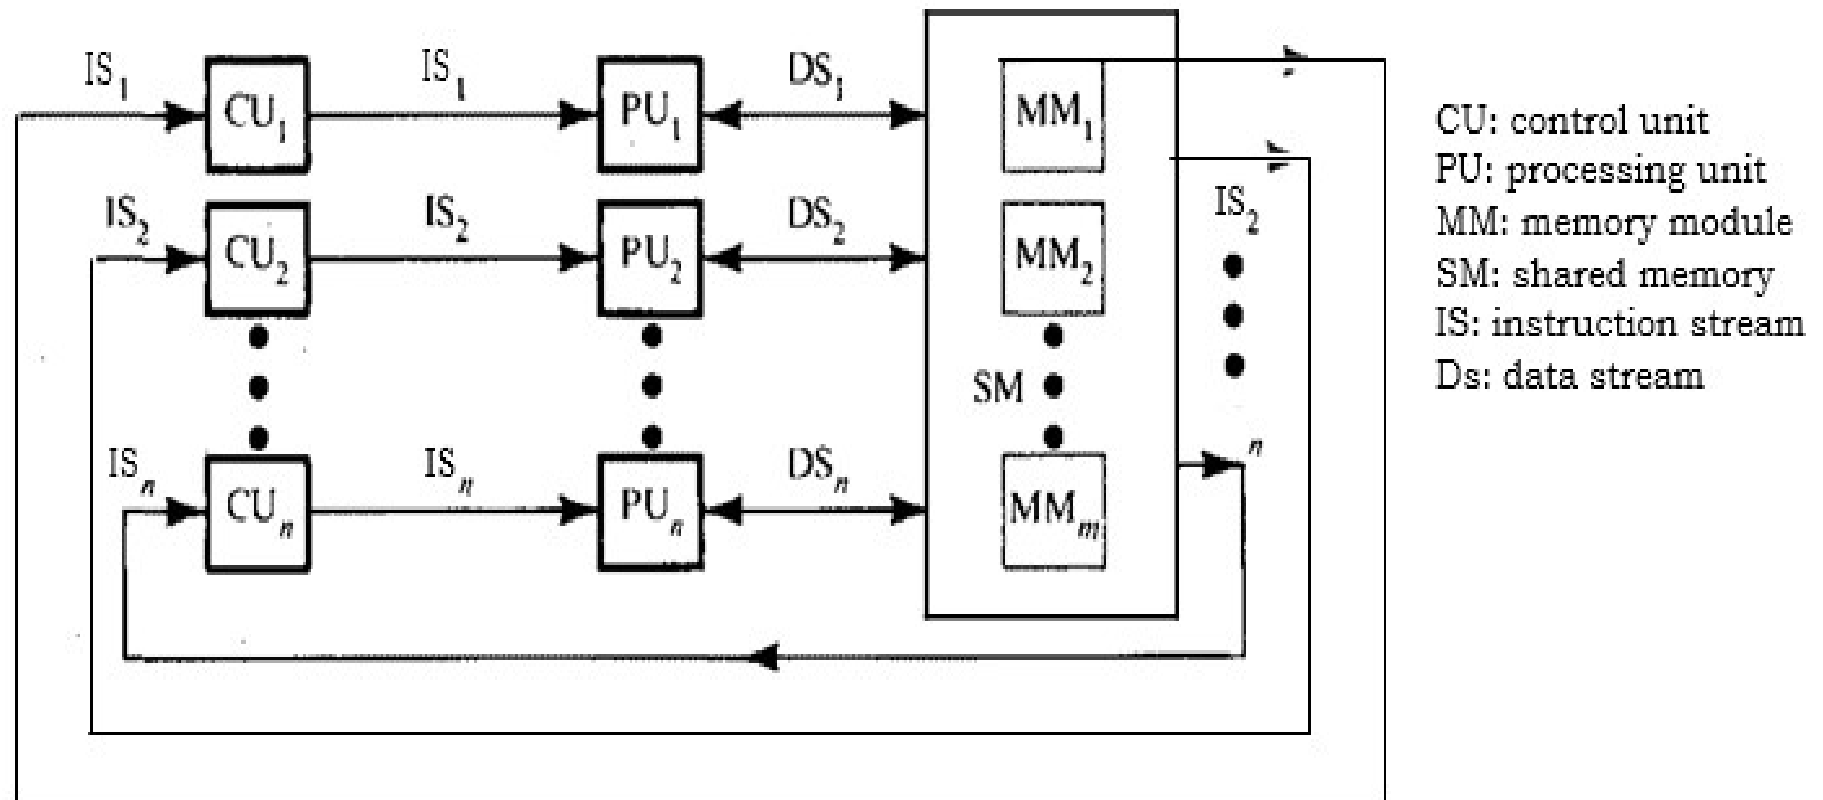 IS₁ IS₁ DS₁
CU₁ PU₁ MM₁
IS₂ IS₂ DS₂ IS₂
CU₂ PU₂ MM₂
SM
ISₙ ISₙ DSₙ n
CUₙ PUₙ MMₘ
CU: control unit
PU: processing unit
MM: memory module
SM: shared memory
IS: instruction stream
Ds: data stream